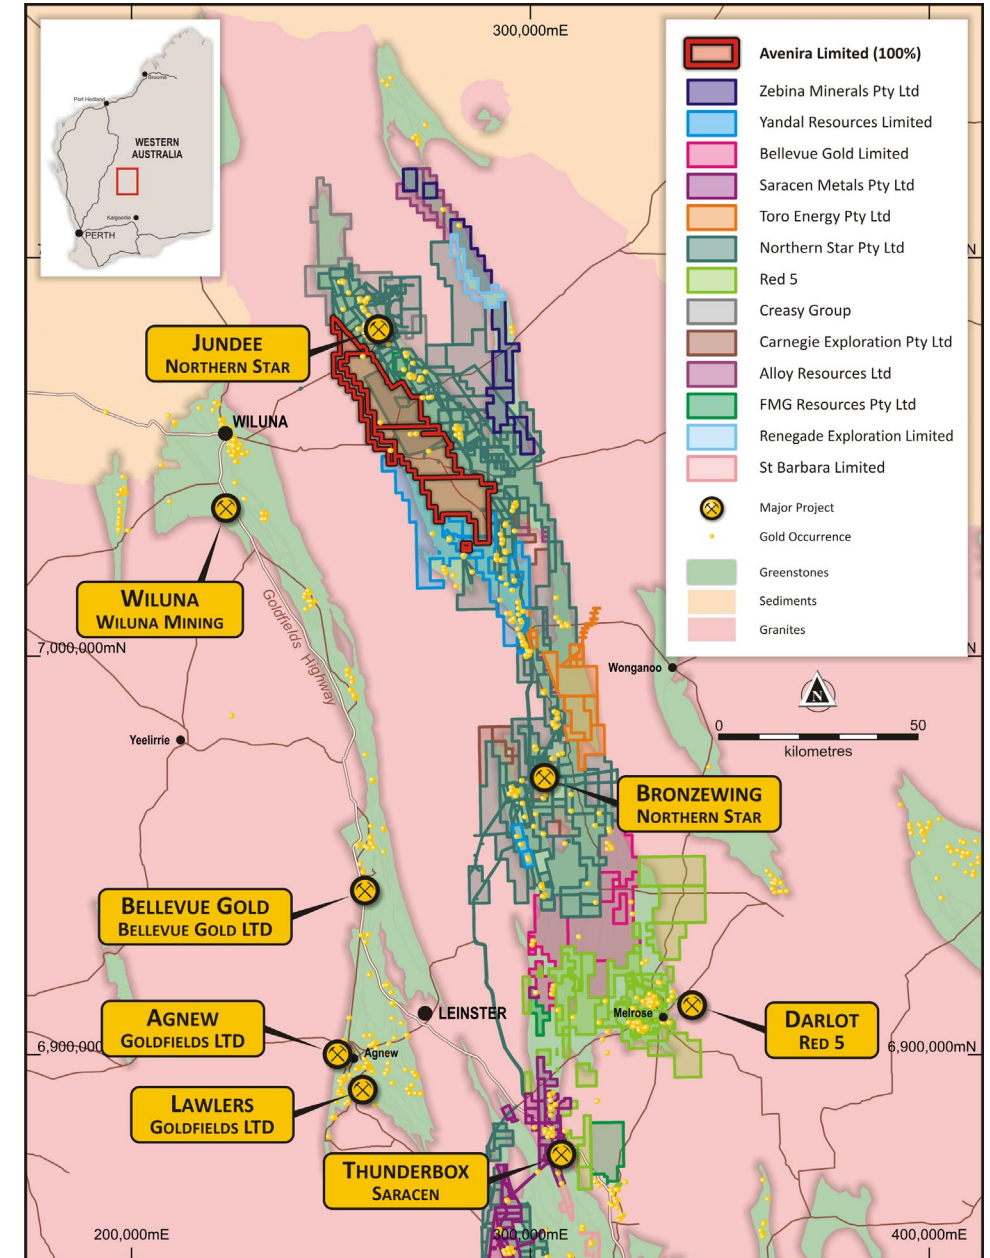 300,000mE
Broome
Port Hedland
WESTERN
AUSTRALIA
Kalgoorlie
PERTH
Avenira Limited (100%)
Zebina Minerals Pty Ltd
Yandal Resources Limited
Bellevue Gold Limited
Saracen Metals Pty Ltd
Toro Energy Pty Ltd
Northern Star Pty Ltd
Red 5
Creasy Group
Carnegie Exploration Pty Ltd
Alloy Resources Ltd
FMG Resources Pty Ltd
Renegade Exploration Limited
St Barbara Limited
Major Project
Gold Occurrence
Greenstones
Sediments
Granites
N
JUNDEE
NORTHERN STAR
WILUNA
WILUNA
WILUNA MINING
Goldfields Highway
7,000,000mN
N
Wonganoo
N
0 50
kilometres
Yeelirrie
BRONZEWING
NORTHERN STAR
BELLEVUE GOLD
BELLEVUE GOLD LTD
AGNEW
GOLDFIELDS LTD
LEINSTER
Melrose
DARLOT
RED 5
6,900,000
Agnew
6,900,000mN
LAWLERS
GOLDFIELDS LTD
THUNDERBOX
SARACEN
200,000mE
300,000mE
400,000mE